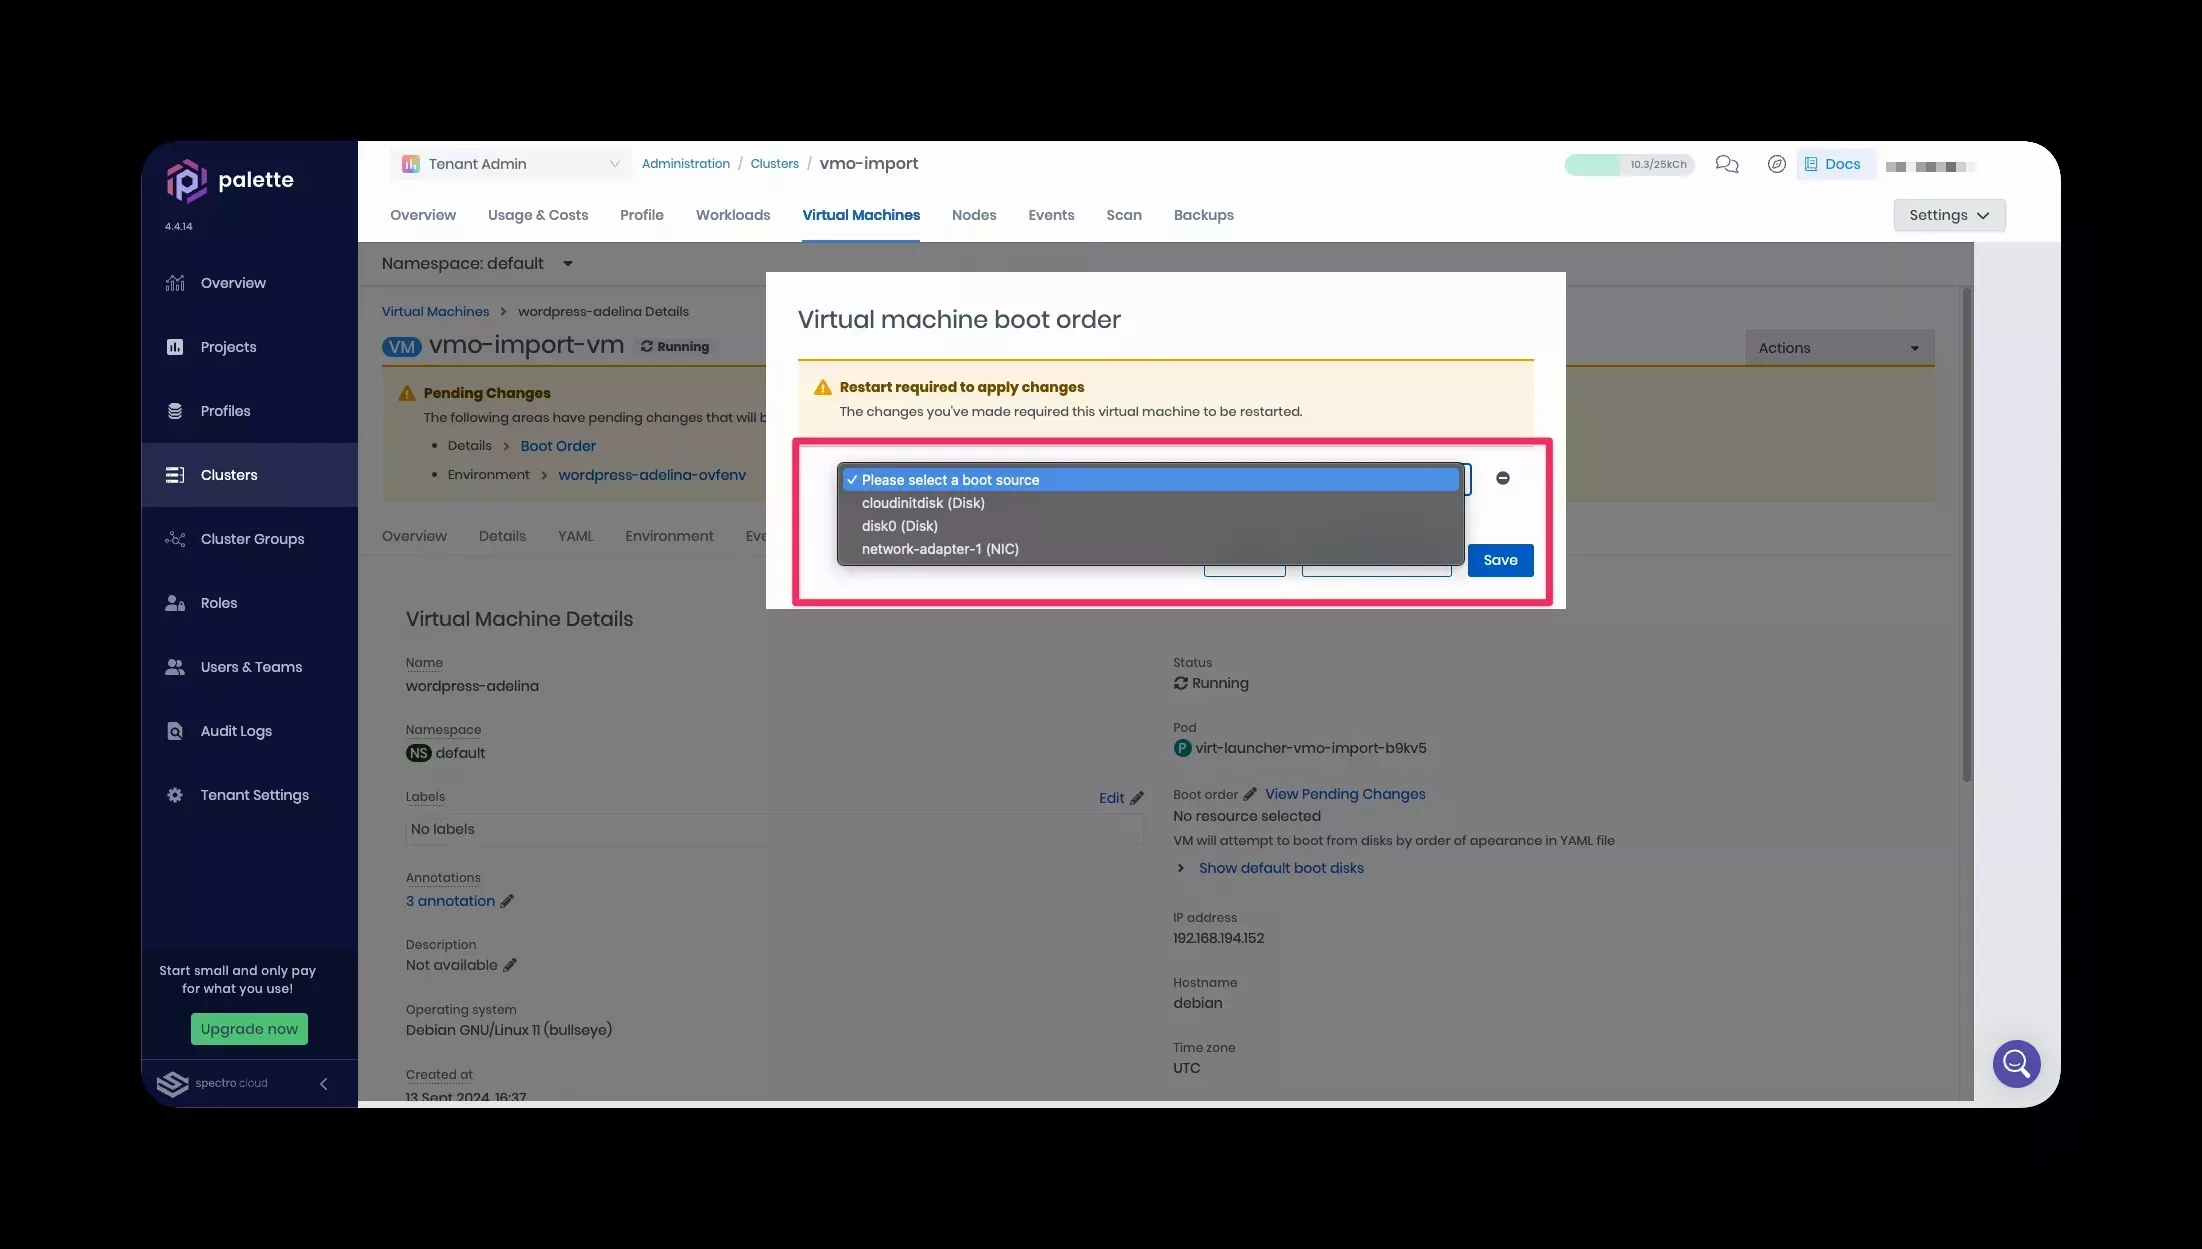 palette
4.4.14
Overview
Projects
Profiles
Clusters
Cluster Groups
Roles
Users & Teams
Audit Logs
Tenant Settings
Start small and only pay
for what you use!
Upgrade now
spectro cloud
Tenant Admin
Administration / Clusters / vmo-import
10.3/25kCh
Docs
Overview Usage & Costs Profile Workloads Virtual Machines Nodes Events Scan Backups
Settings
Namespace: default
Virtual Machines > wordpress-adelina Details
VM vmo-import-vm Running
Actions
Pending Changes
The following areas have pending changes that will b
• Details > Boot Order
• Environment > wordpress-adelina-ovfenv
Overview Details YAML Environment Eve
Virtual machine boot order
Restart required to apply changes
The changes you've made required this virtual machine to be restarted.
✓ Please select a boot source
cloudinitdisk (Disk)
disk0 (Disk)
network-adapter-1 (NIC)
Save
Virtual Machine Details
Name
wordpress-adelina
Namespace
NS default
Labels
Edit
No labels
Annotations
3 annotation
Description
Not available
Operating system
Debian GNU/Linux 11 (bullseye)
Created at
13 Sept 2024, 16:37
Status
Running
Pod
P virt-launcher-vmo-import-b9kv5
Boot order View Pending Changes
No resource selected
VM will attempt to boot from disks by order of apearance in YAML file
> Show default boot disks
IP address
192.168.194.152
Hostname
debian
Time zone
UTC